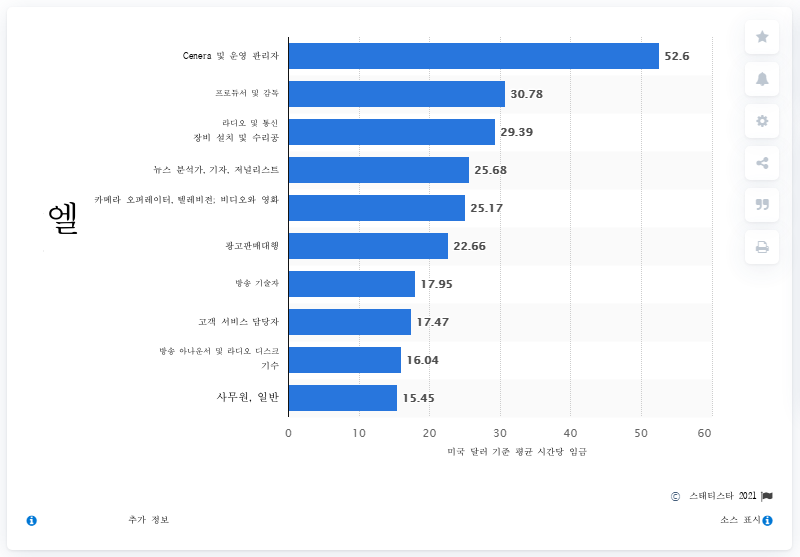 Cenera 및 운영 관리자
52.6
프로듀서 및 감독
30.78
라디오 및 통신
장비 설치 및 수리공
29.39
뉴스 분석가, 기자, 저널리스트
25.68
카메라 오퍼레이터, 텔레비전; 비디오와 영화
25.17
엘
광고판매대행
22.66
방송 기술자
17.95
고객 서비스 담당자
17.47
방송 아나운서 및 라디오 디스크
기수
16.04
사무원, 일반
15.45
0 10 20 30 40 50 60
미국 달러 기준 평균 시간당 임금
© 스태티스타 2021
추가 정보
소스 표시